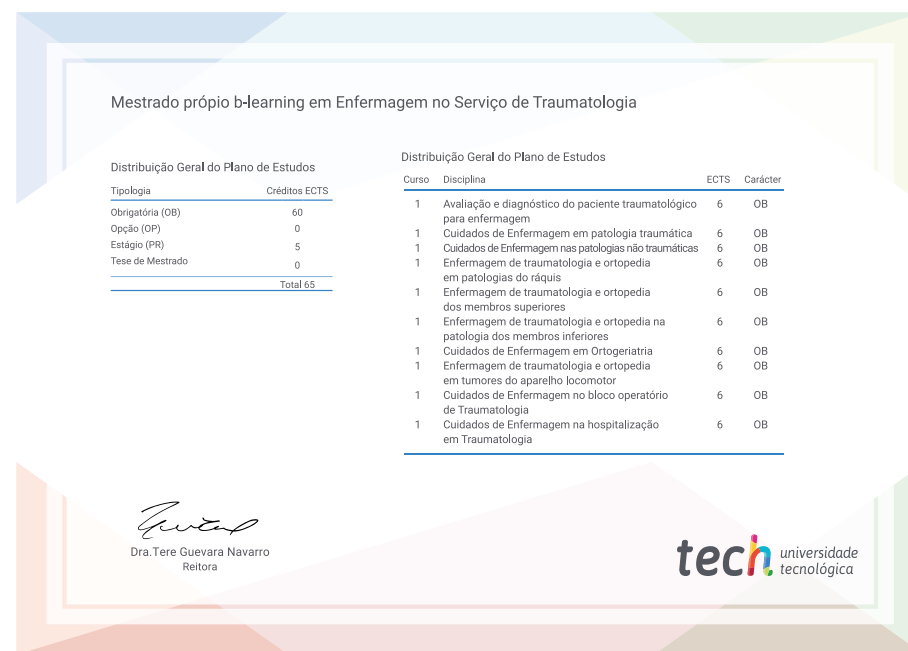 Mestrado própio b-learning em Enfermagem no Serviço de Traumatologia
Distribuição Geral do Plano de Estudos
Tipologia Créditos ECTS
Obrigatória (OB) 60
Opção (OP) 0
Estágio (PR) 5
Tese de Mestrado 0
Total 65
Distribuição Geral do Plano de Estudos
Curso Disciplina ECTS Carácter
1 Avaliação e diagnóstico do paciente traumatológico 6 OB
para enfermagem
1 Cuidados de Enfermagem em patologia traumática 6 OB
1 Cuidados de Enfermagem nas patologias não traumáticas 6 OB
1 Enfermagem de traumatologia e ortopedia 6 OB
em patologias do ráquis
1 Enfermagem de traumatologia e ortopedia 6 OB
dos membros superiores
1 Enfermagem de traumatologia e ortopedia na 6 OB
patologia dos membros inferiores
1 Cuidados de Enfermagem em Ortogeriatria 6 OB
1 Enfermagem de traumatologia e ortopedia 6 OB
em tumores do aparelho locomotor
1 Cuidados de Enfermagem no bloco operatório 6 OB
de Traumatologia
1 Cuidados de Enfermagem na hospitalização 6 OB
em Traumatologia
Dra.Tere Guevara Navarro
Reitora
tech universidade
tecnológica